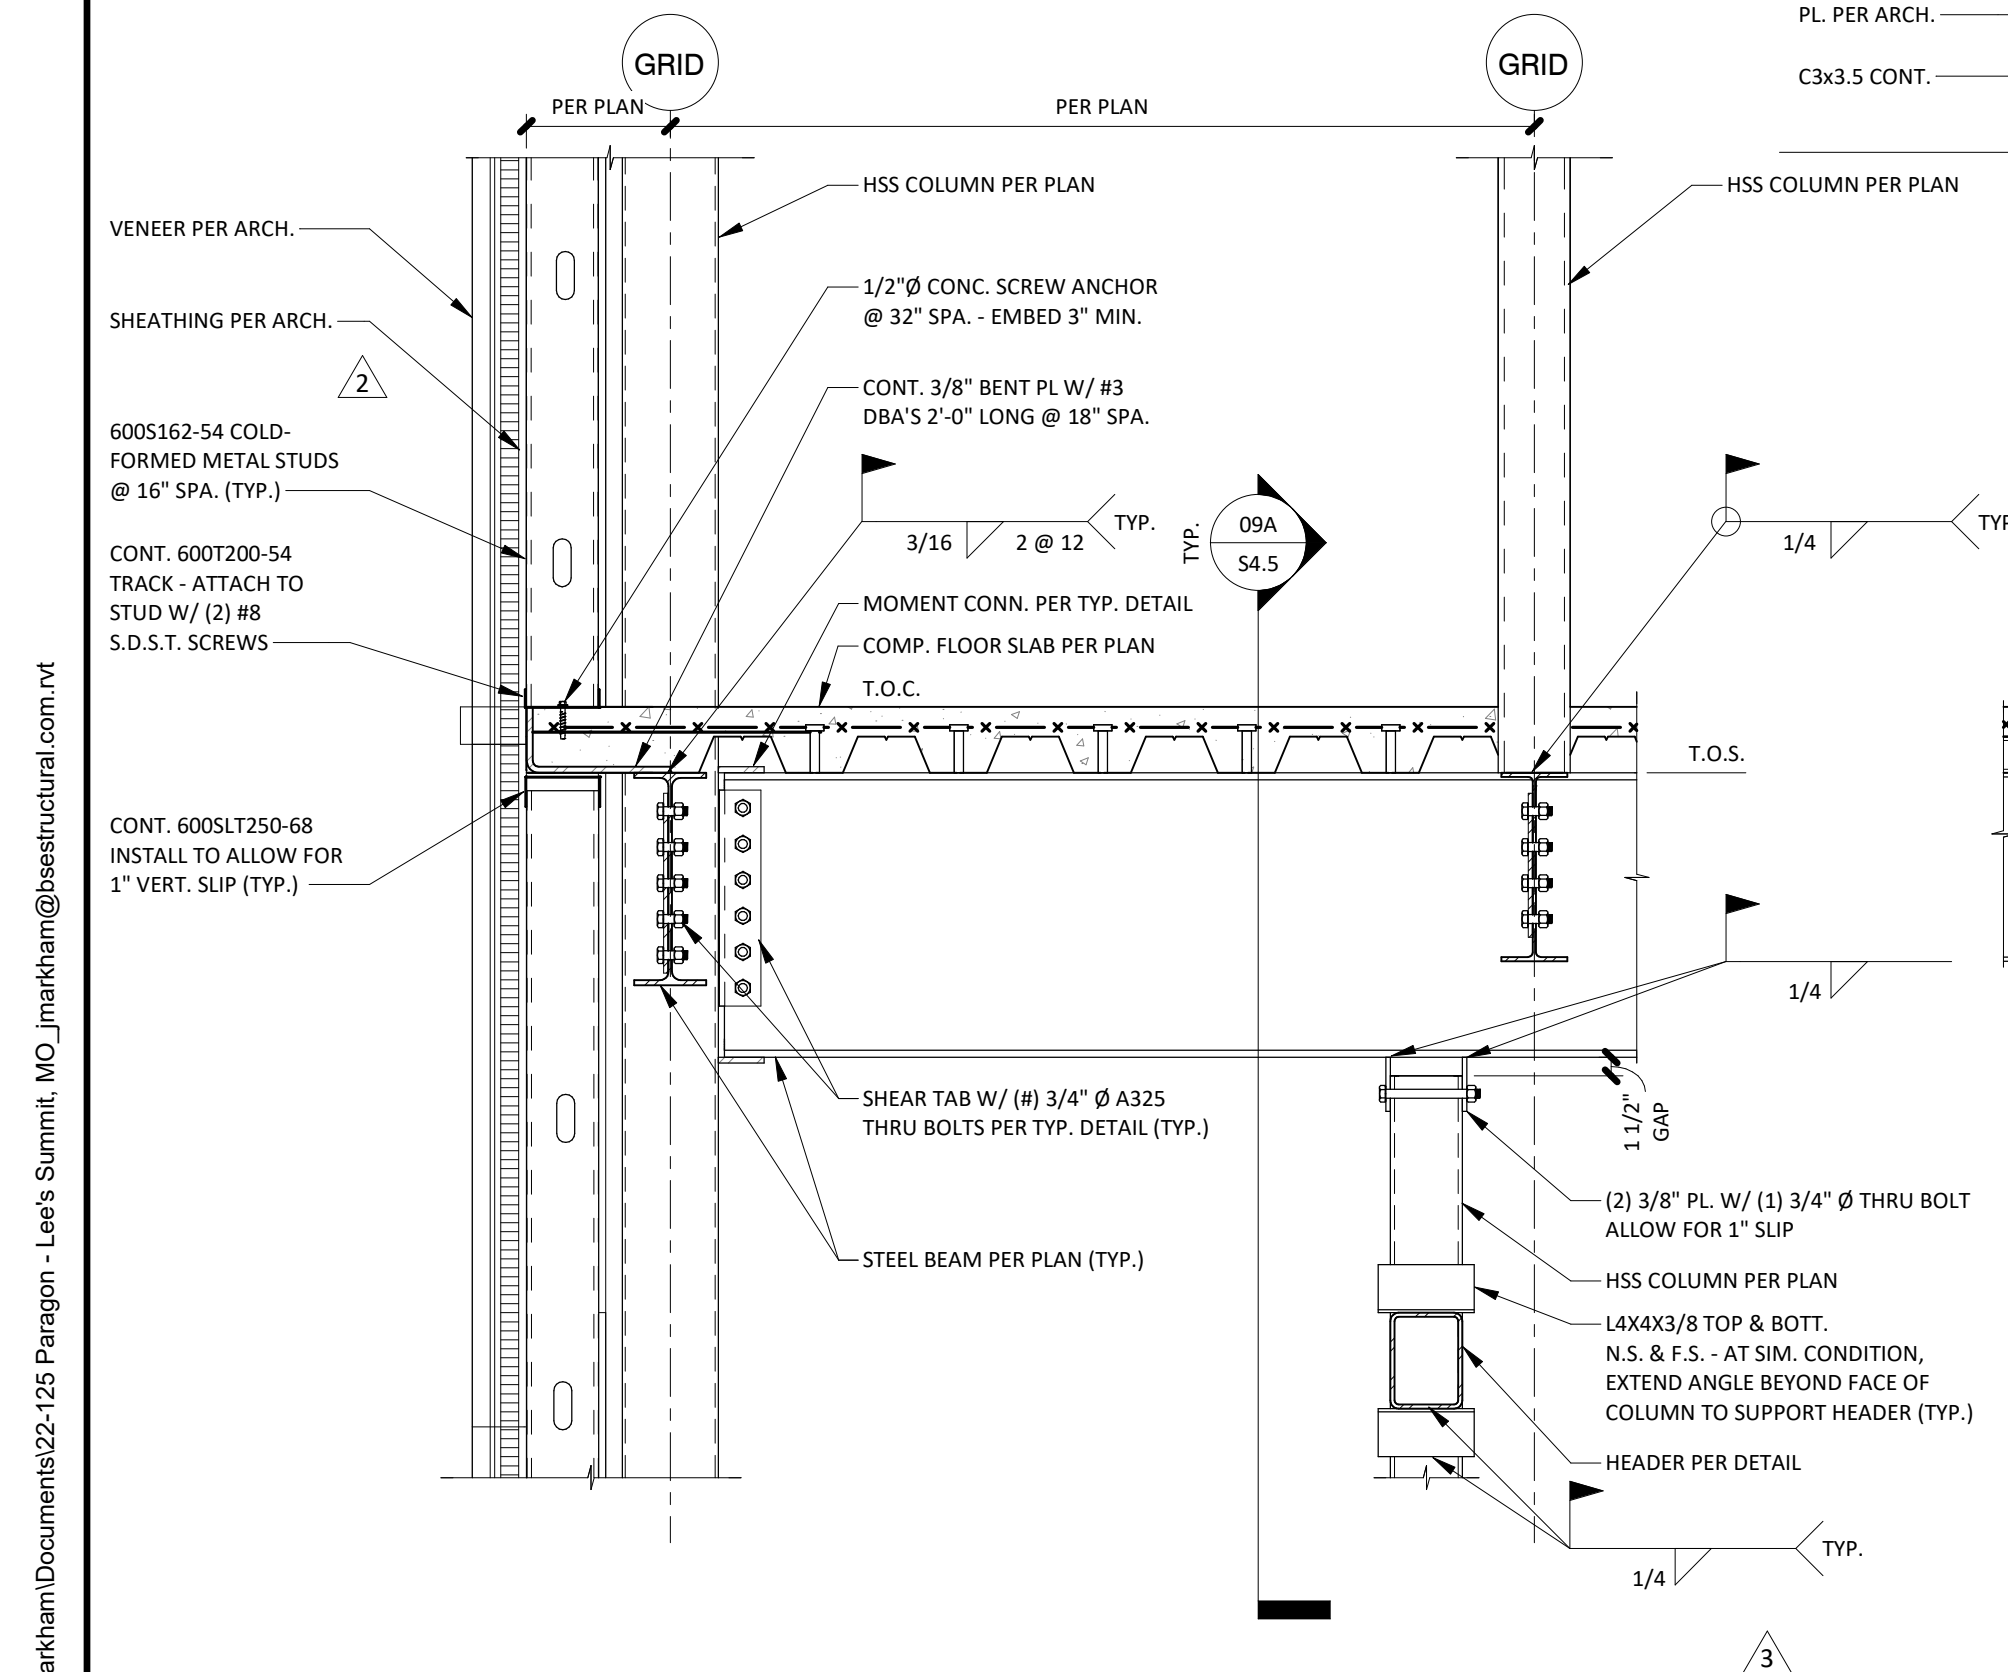 GRID
GRID
PL. PER ARCH.
C3x3.5 CONT.
PER PLAN
PER PLAN
HSS COLUMN PER PLAN
HSS COLUMN PER PLAN
VENEER PER ARCH.
SHEATHING PER ARCH.
2
600S162-54 COLD-
FORMED METAL STUDS
@ 16" SPA. (TYP.)
CONT. 600T200-54
TRACK - ATTACH TO
STUD W/ (2) #8
S.D.S.T. SCREWS
CONT. 600SLT250-68
INSTALL TO ALLOW FOR
1" VERT. SLIP (TYP.)
1/2"Ø CONC. SCREW ANCHOR
@ 32" SPA. - EMBED 3" MIN.
CONT. 3/8" BENT PL W/ #3
DBA'S 2'-0" LONG @ 18" SPA.
3/16
2 @ 12
TYP.
TYP.
09A
S4.5
1/4
TYP
MOMENT CONN. PER TYP. DETAIL
COMP. FLOOR SLAB PER PLAN
T.O.C.
T.O.S.
1/4
SHEAR TAB W/ (#) 3/4" Ø A325
THRU BOLTS PER TYP. DETAIL (TYP.)
STEEL BEAM PER PLAN (TYP.)
1 1/2"
GAP
(2) 3/8" PL. W/ (1) 3/4" Ø THRU BOLT
ALLOW FOR 1" SLIP
HSS COLUMN PER PLAN
L4X4X3/8 TOP & BOTT.
N.S. & F.S. - AT SIM. CONDITION,
EXTEND ANGLE BEYOND FACE OF
COLUMN TO SUPPORT HEADER (TYP.)
HEADER PER DETAIL
1/4
TYP.
3
arkham\Documents\22-125 Paragon - Lee's Summit, MO_jmarkham@bsestructural.com.rvt